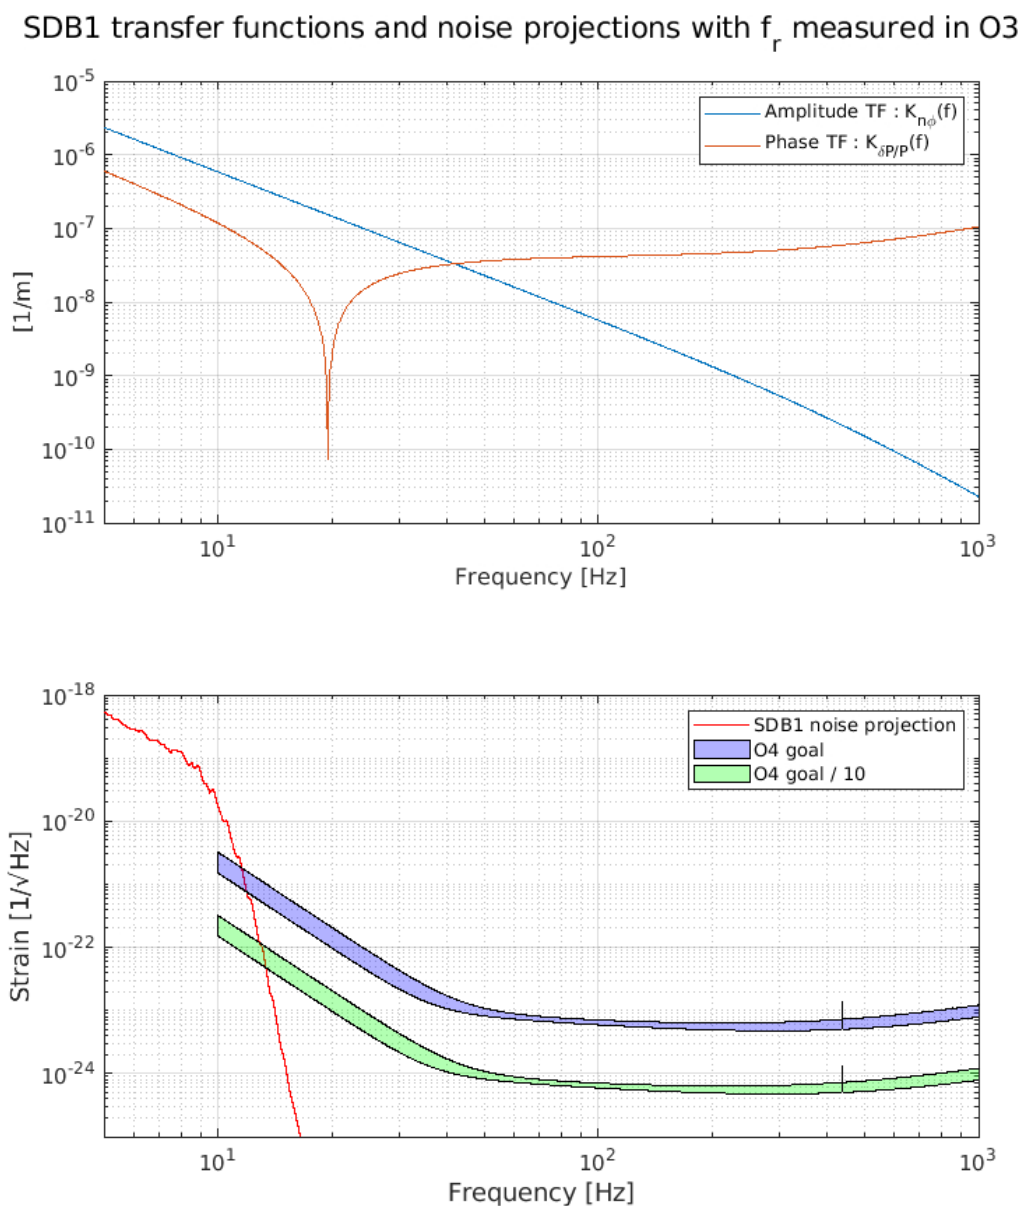 SDB1 transfer functions and noise projections with f_r measured in O3
10^-5
10^-6
10^-7
10^-8
10^-9
10^-10
10^-11
[1/m]
Amplitude TF : K_nϕ(f)
Phase TF : K_δP/P(f)
10^1
10^2
10^3
Frequency [Hz]
10^-18
10^-20
10^-22
10^-24
Strain [1/√Hz]
SDB1 noise projection
O4 goal
O4 goal / 10
10^1
10^2
10^3
Frequency [Hz]